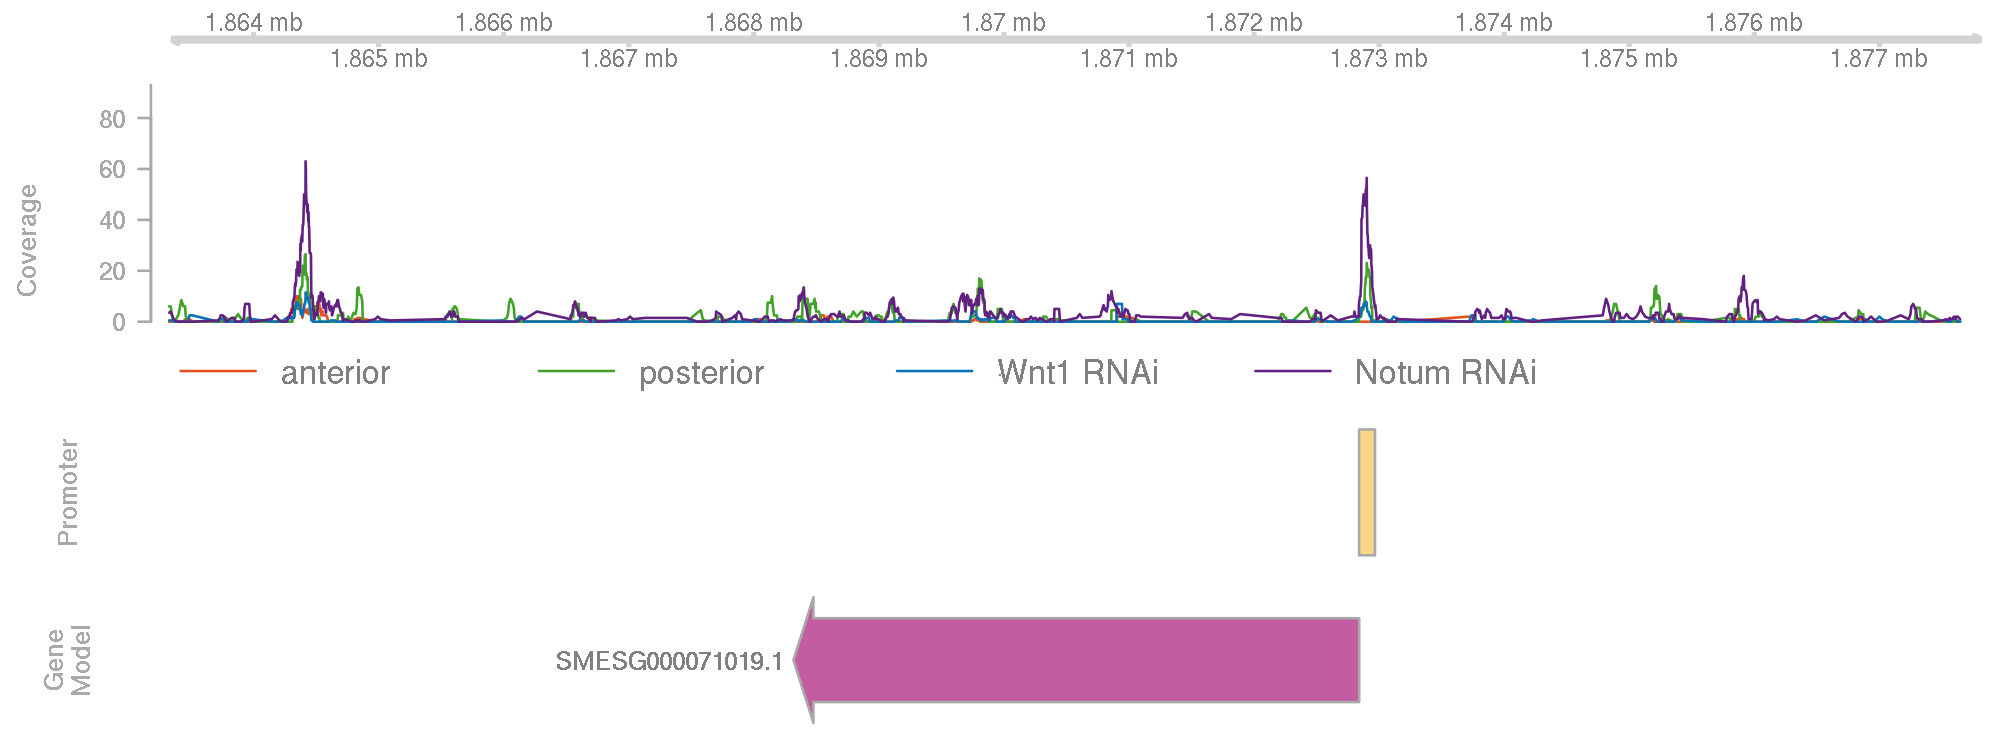 1.864 mb 1.866 mb 1.868 mb 1.87 mb 1.872 mb 1.874 mb 1.876 mb
1.865 mb 1.867 mb 1.869 mb 1.871 mb 1.873 mb 1.875 mb 1.877 mb
Coverage
80
60
40
20
0
anterior posterior Wnt1 RNAi Notum RNAi
Promoter
Gene
Model
SMESG000071019.1